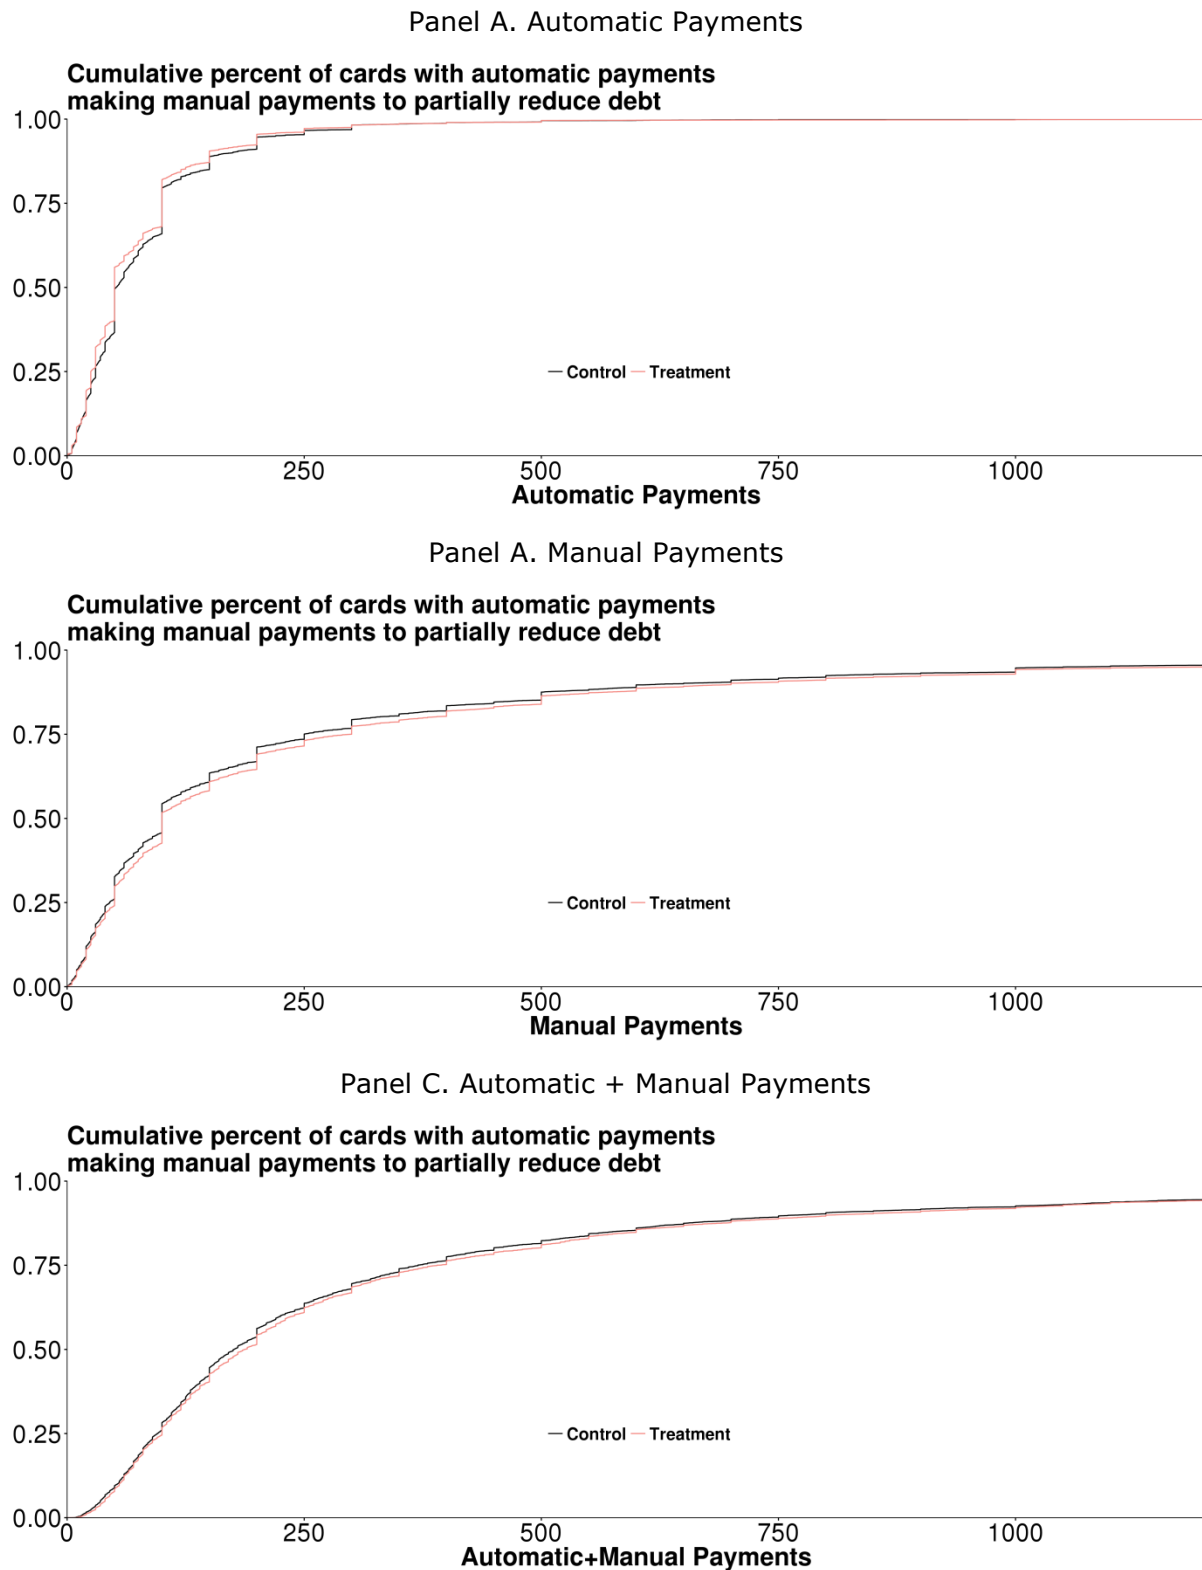 Panel A. Automatic Payments
Cumulative percent of cards with automatic payments
making manual payments to partially reduce debt
1.00
0.75
0.50
0.25
0.00
Control Treatment
0 250 500 750 1000
Automatic Payments
Panel A. Manual Payments
Cumulative percent of cards with automatic payments
making manual payments to partially reduce debt
1.00
0.75
0.50
0.25
0.00
Control Treatment
0 250 500 750 1000
Manual Payments
Panel C. Automatic + Manual Payments
Cumulative percent of cards with automatic payments
making manual payments to partially reduce debt
1.00
0.75
0.50
0.25
0.00
Control Treatment
0 250 500 750 1000
Automatic+Manual Payments